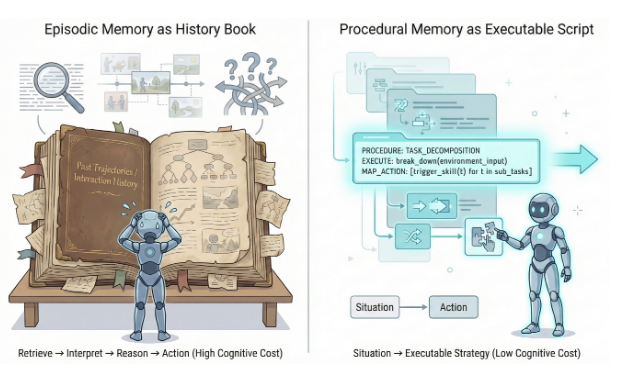 Episodic Memory as History Book
Procedural Memory as Executable Script
? ? ?
Past Trajectories /
Interaction History
PROCEDURE: TASK_DECOMPOSITION
EXECUTE: break_down(environment_input)
MAP_ACTION: [trigger_skill(t) for t in sub_tasks]
Situation → Action
Retrieve → Interpret → Reason → Action (High Cognitive Cost)
Situation → Executable Strategy (Low Cognitive Cost)